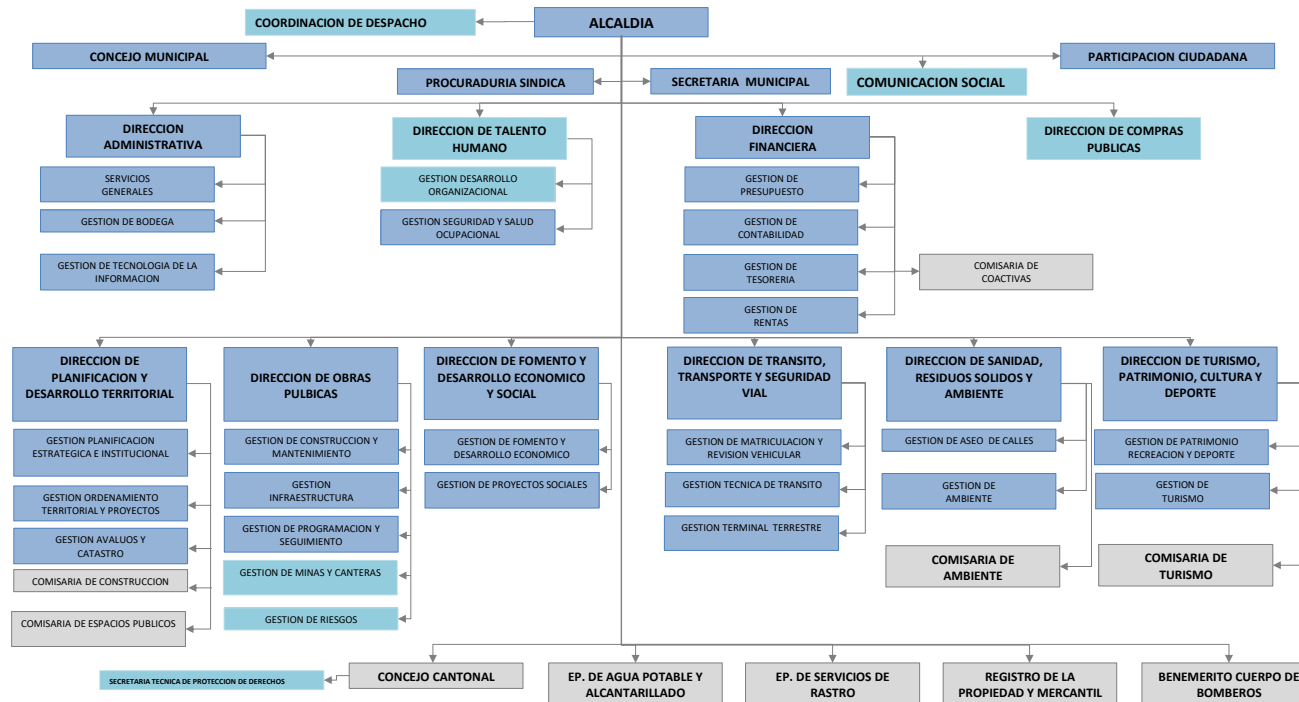 COORDINACION DE DESPACHO
ALCALDIA
CONCEJO MUNICIPAL
PARTICIPACION CIUDADANA
PROCURADURIA SINDICA
SECRETARIA MUNICIPAL
COMUNICACION SOCIAL
DIRECCION
ADMINISTRATIVA
DIRECCION DE TALENTO
HUMANO
DIRECCION
FINANCIERA
DIRECCION DE COMPRAS
PUBLICAS
SERVICIOS
GENERALES
GESTION DE BODEGA
GESTION DE TECNOLOGIA DE LA
INFORMACION
GESTION DESARROLLO
ORGANIZACIONAL
GESTION SEGURIDAD Y SALUD
OCUPACIONAL
GESTION DE
PRESUPUESTO
GESTION DE
CONTABILIDAD
GESTION DE
TESORERIA
GESTION DE
RENTAS
COMISARIA DE
COACTIVAS
DIRECCION DE
PLANIFICACION Y
DESARROLLO TERRITORIAL
DIRECCION DE OBRAS
PULBICAS
DIRECCION DE FOMENTO Y
DESARROLLO ECONOMICO
Y SOCIAL
DIRECCION DE TRANSITO,
TRANSPORTE Y SEGURIDAD
VIAL
DIRECCION DE SANIDAD,
RESIDUOS SOLIDOS Y
AMBIENTE
DIRECCION DE TURISMO,
PATRIMONIO, CULTURA Y
DEPORTE
GESTION PLANIFICACION
ESTRATEGICA E INSTITUCIONAL
GESTION ORDENAMIENTO
TERRITORIAL Y PROYECTOS
GESTION AVALUOS Y
CATASTRO
COMISARIA DE CONSTRUCCION
COMISARIA DE ESPACIOS PUBLICOS
GESTION DE CONSTRUCCION Y
MANTENIMIENTO
GESTION
INFRAESTRUCTURA
GESTION DE PROGRAMACION Y
SEGUIMIENTO
GESTION DE MINAS Y CANTERAS
GESTION DE RIESGOS
GESTION DE FOMENTO Y
DESARROLLO ECONOMICO
GESTION DE PROYECTOS SOCIALES
GESTION DE MATRICULACION Y
REVISION VEHICULAR
GESTION TECNICA DE TRANSITO
GESTION TERMINAL TERRESTRE
GESTION DE ASEO DE CALLES
GESTION DE
AMBIENTE
COMISARIA DE
AMBIENTE
GESTION DE PATRIMONIO
RECREACION Y DEPORTE
GESTION DE
TURISMO
COMISARIA DE
TURISMO
SECRETARIA TECNICA DE PROTECCION DE DERECHOS
CONCEJO CANTONAL
EP. DE AGUA POTABLE Y
ALCANTARILLADO
EP. DE SERVICIOS DE
RASTRO
REGISTRO DE LA
PROPIEDAD Y MERCANTIL
BENEMERITO CUERPO DE
BOMBEROS